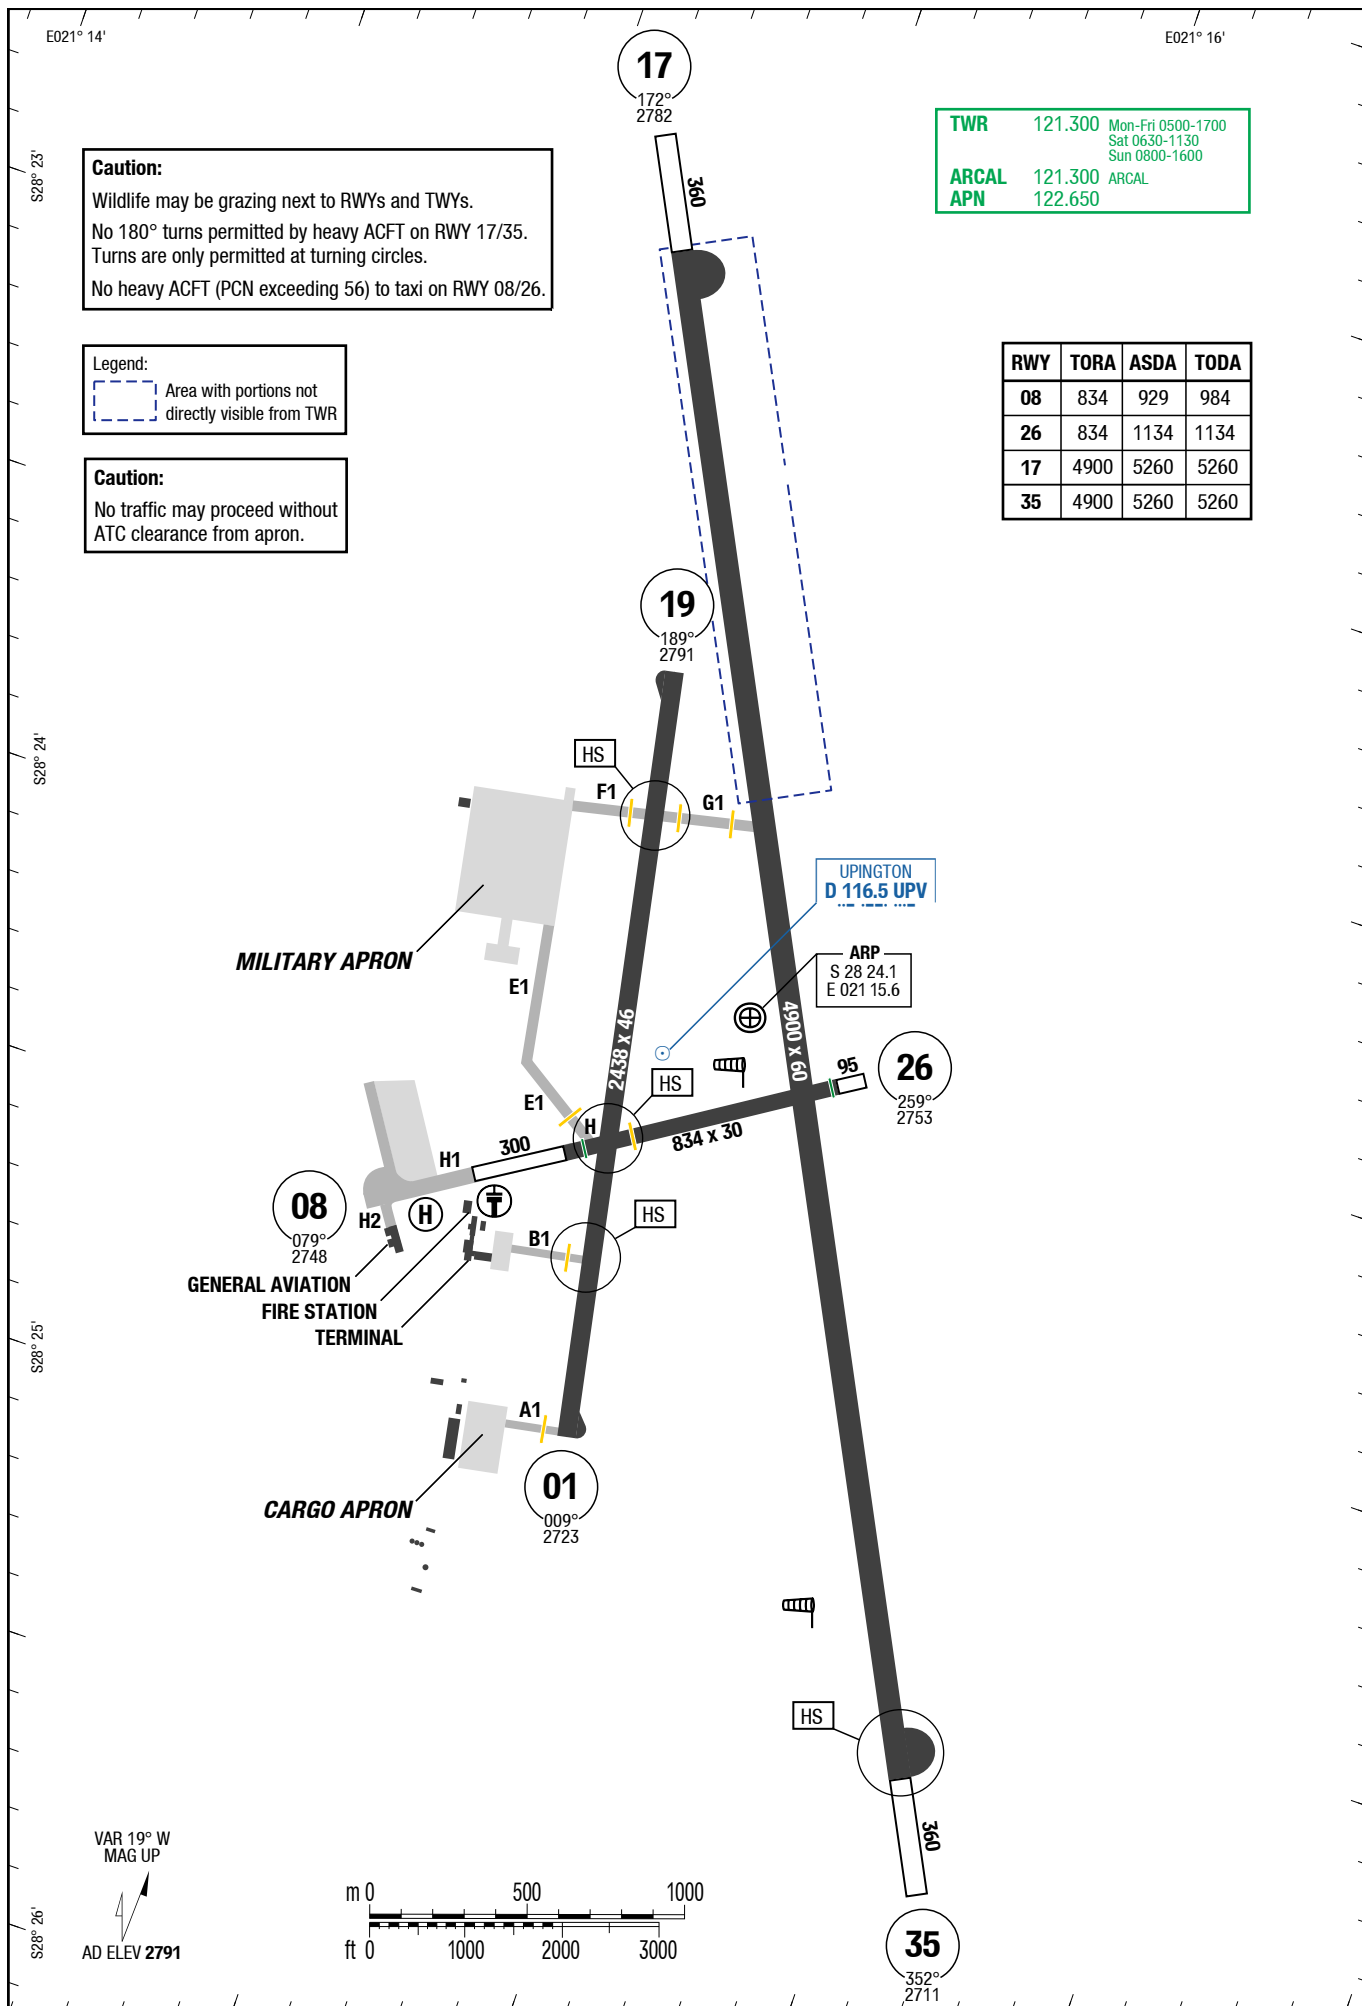 E021° 14'
E021° 16'
17
172°
2782
TWR 121.300 Mon-Fri 0500-1700
Sat 0630-1130
Sun 0800-1600
ARCAL 121.300 ARCAL
APN 122.650
S28° 23'
Caution:
Wildlife may be grazing next to RWYs and TWYs.
No 180° turns permitted by heavy ACFT on RWY 17/35.
Turns are only permitted at turning circles.
No heavy ACFT (PCN exceeding 56) to taxi on RWY 08/26.
360
Legend:
Area with portions not
directly visible from TWR
RWY TORA ASDA TODA
08 834 929 984
26 834 1134 1134
17 4900 5260 5260
35 4900 5260 5260
Caution:
No traffic may proceed without
ATC clearance from apron.
19
189°
2791
S28° 24'
HS
F1
G1
UPINGTON
D 116.5 UPV
MILITARY APRON
ARP
S 28 24.1
E 021 15.6
E1
2438 x 46
4900 x 60
HS
95
26
259°
2753
E1
H
834 x 30
300
H1
08
079°
2748
H2
H
T
HS
B1
GENERAL AVIATION
FIRE STATION
TERMINAL
S28° 25'
A1
CARGO APRON
01
009°
2723
HS
360
VAR 19° W
MAG UP
AD ELEV 2791
S28° 26'
m 0 500 1000
ft 0 1000 2000 3000
35
352°
2711